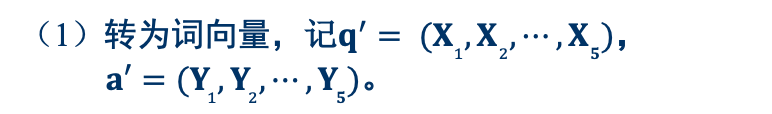 （1）转为词向量，记q′ = (X₁,X₂,⋯,X₅)，
a′ = (Y₁,Y₂,⋯,Y₅)。